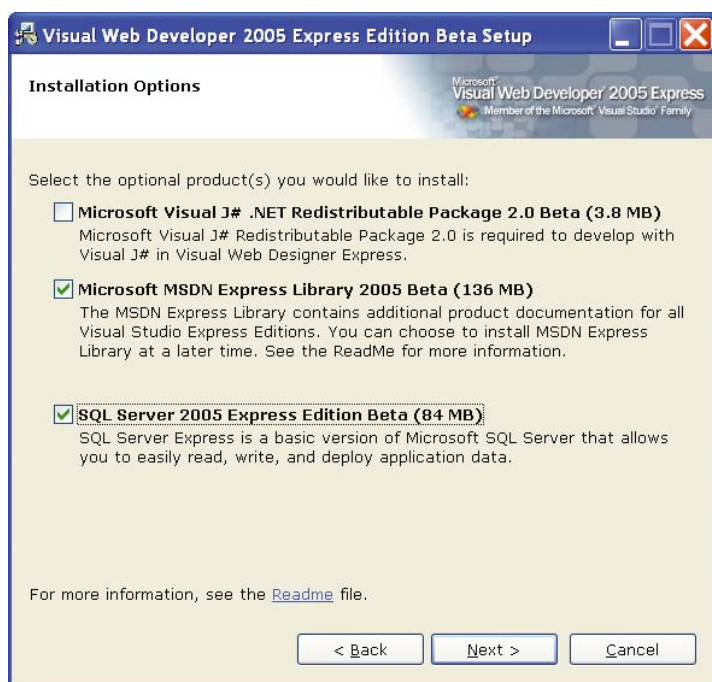 Visual Web Developer 2005 Express Edition Beta Setup
Installation Options
Microsoft®
Visual Web Developer 2005 Express
Member of the Microsoft® Visual Studio® Family
Select the optional product(s) you would like to install:
Microsoft Visual J# .NET Redistributable Package 2.0 Beta (3.8 MB)
Microsoft Visual J# Redistributable Package 2.0 is required to develop with
Visual J# in Visual Web Designer Express.
Microsoft MSDN Express Library 2005 Beta (136 MB)
The MSDN Express Library contains additional product documentation for all
Visual Studio Express Editions. You can choose to install MSDN Express
Library at a later time. See the ReadMe for more information.
SQL Server 2005 Express Edition Beta (84 MB)
SQL Server Express is a basic version of Microsoft SQL Server that allows
you to easily read, write, and deploy application data.
For more information, see the Readme file.
< Back Next > Cancel